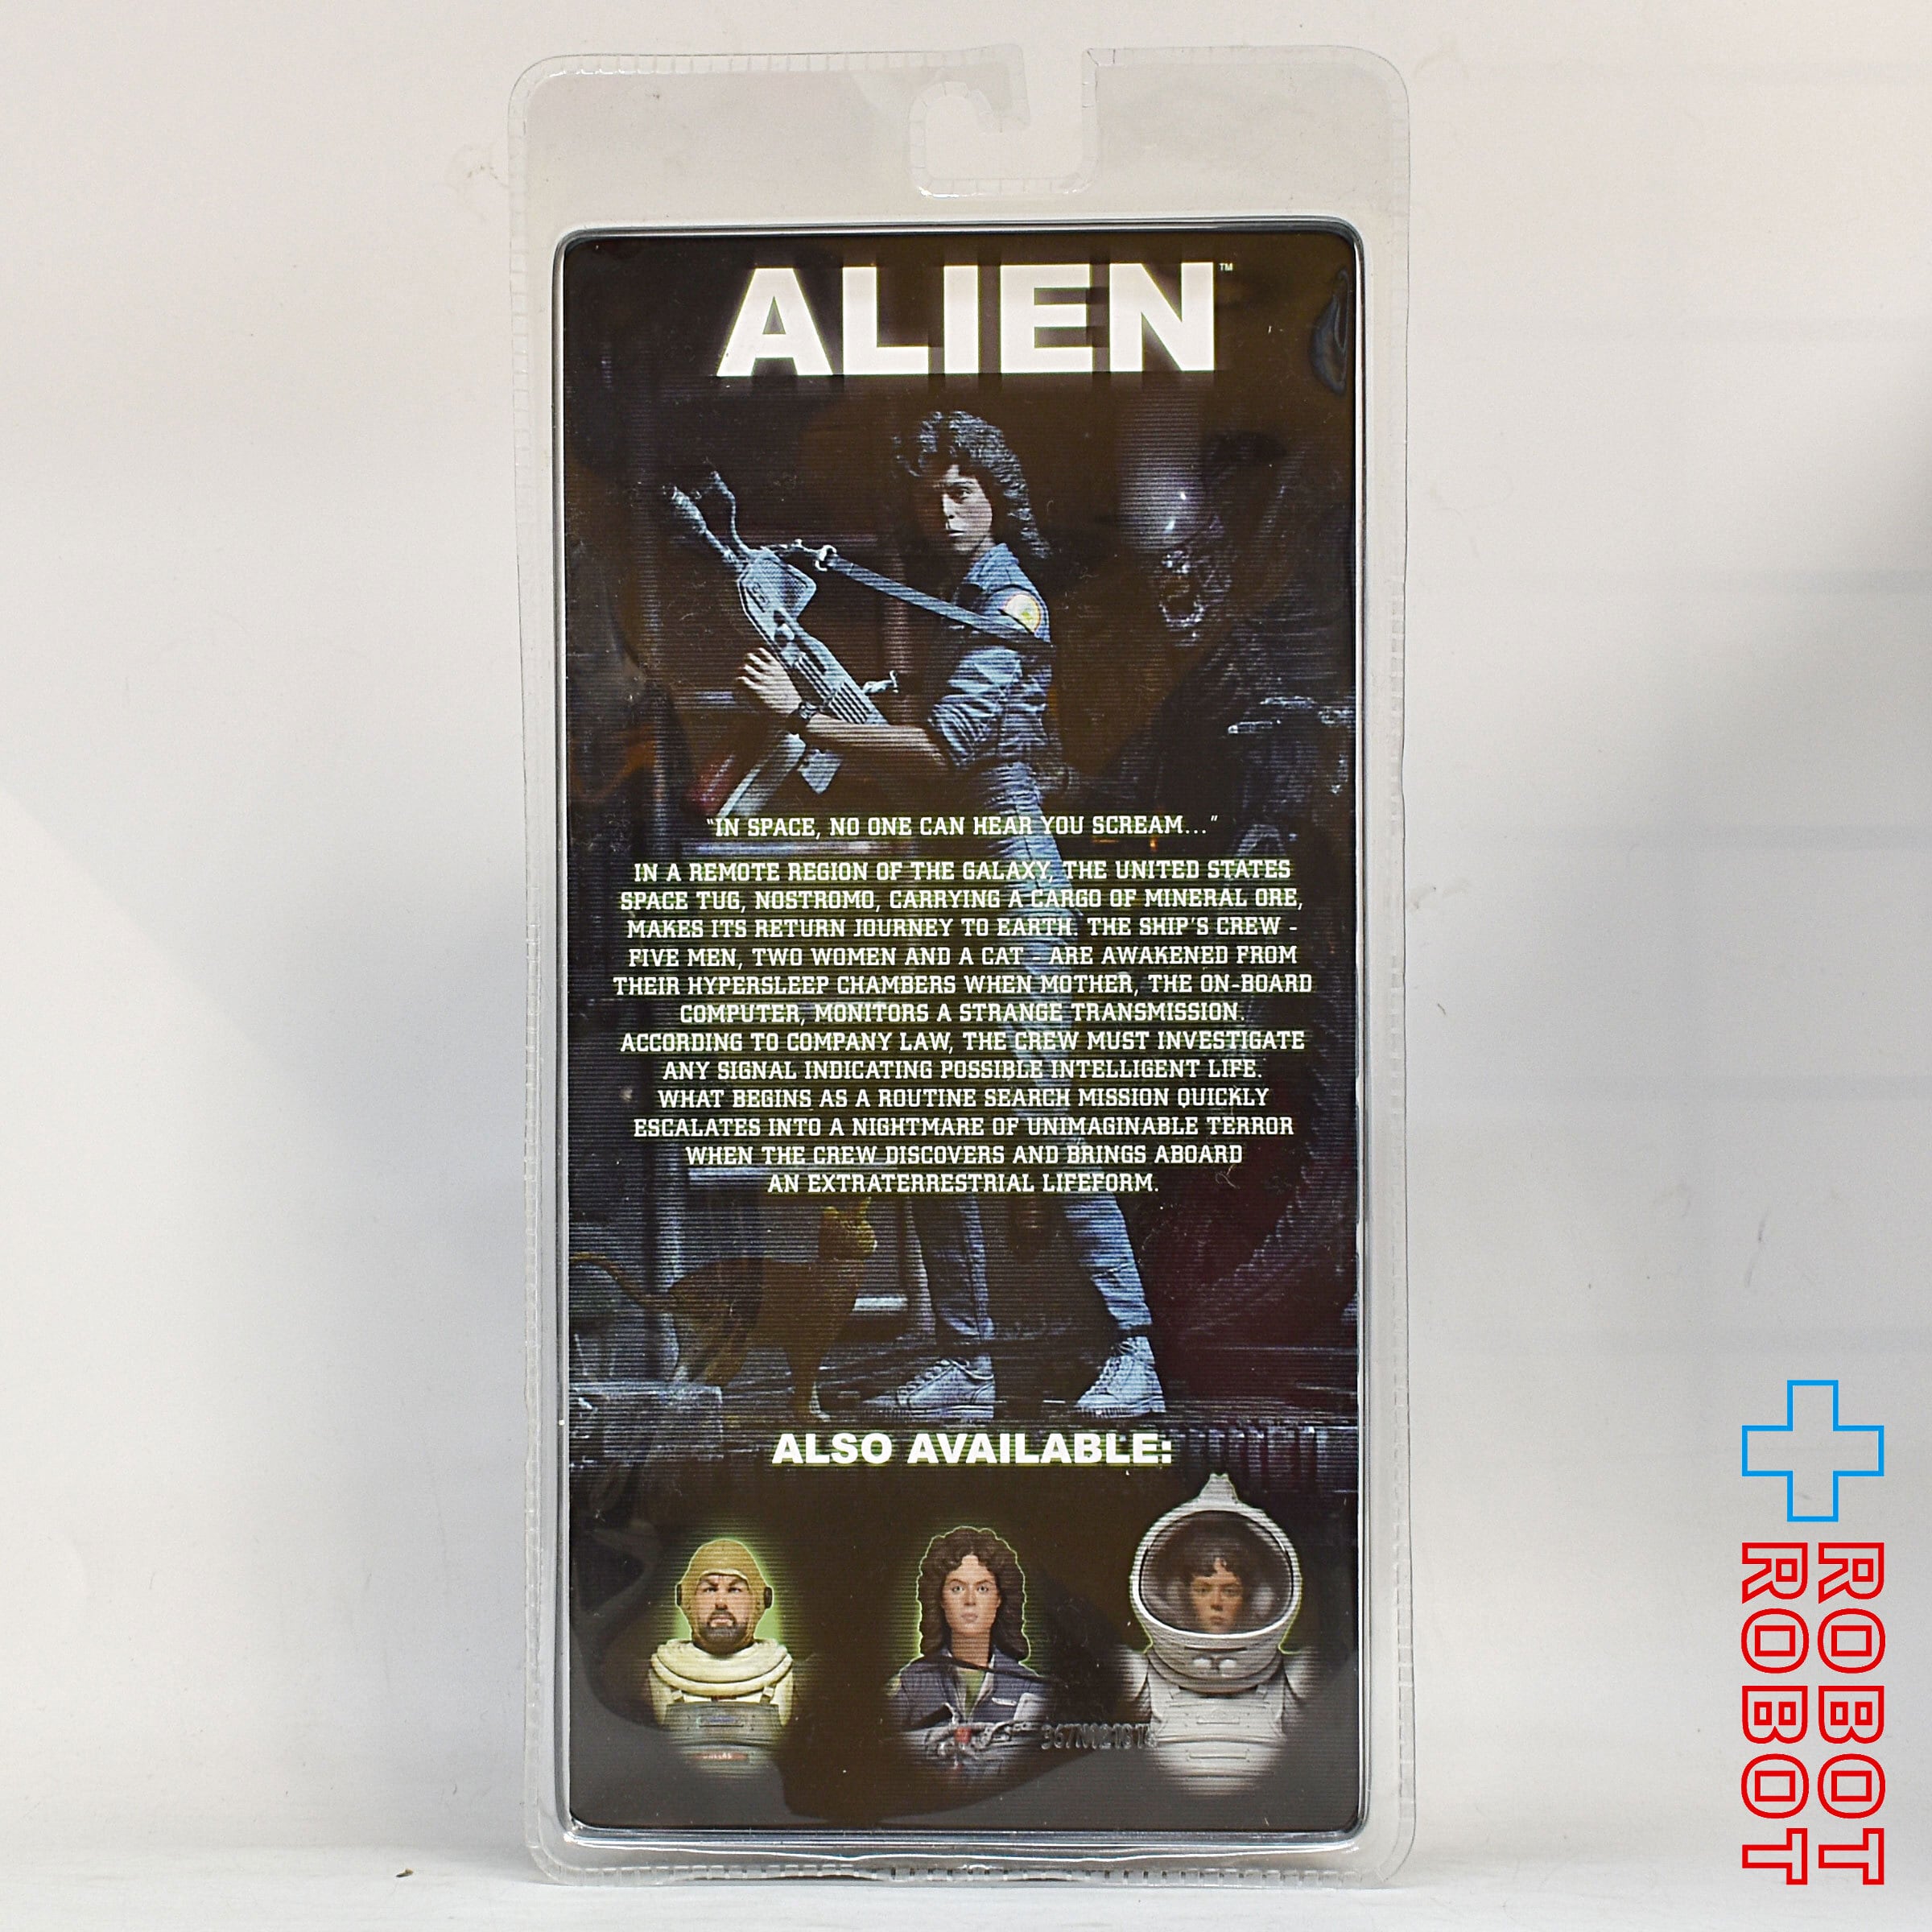 ALIEN™
"IN SPACE, NO ONE CAN HEAR YOU SCREAM..."
IN A REMOTE REGION OF THE GALAXY, THE UNITED STATES
SPACE TUG, NOSTROMO, CARRYING A CARGO OF MINERAL ORE,
MAKES ITS RETURN JOURNEY TO EARTH. THE SHIP'S CREW -
FIVE MEN, TWO WOMEN AND A CAT - ARE AWAKENED FROM
THEIR HYPERSLEEP CHAMBERS WHEN MOTHER, THE ON-BOARD
COMPUTER, MONITORS A STRANGE TRANSMISSION.
ACCORDING TO COMPANY LAW, THE CREW MUST INVESTIGATE
ANY SIGNAL INDICATING POSSIBLE INTELLIGENT LIFE.
WHAT BEGINS AS A ROUTINE SEARCH MISSION QUICKLY
ESCALATES INTO A NIGHTMARE OF UNIMAGINABLE TERROR
WHEN THE CREW DISCOVERS AND BRINGS ABOARD
AN EXTRATERRESTRIAL LIFEFORM.
ALSO AVAILABLE:
ROBOT
ROBOT